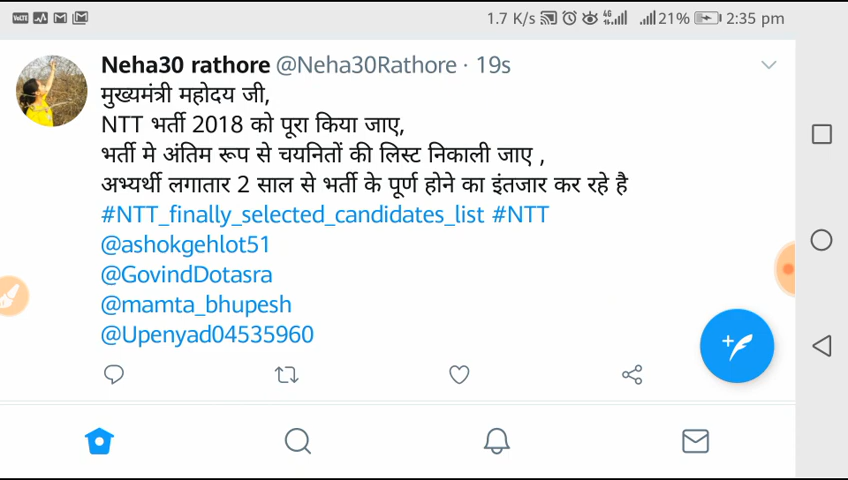 1.7 K/s 4G 21% 2:35 pm
Neha30 rathore @Neha30Rathore · 19s
मुख्यमंत्री महोदय जी,
NTT भर्ती 2018 को पूरा किया जाए,
भर्ती मे अंतिम रूप से चयनितों की लिस्ट निकाली जाए ,
अभ्यर्थी लगातार 2 साल से भर्ती के पूर्ण होने का इंतजार कर रहे है
#NTT_finally_selected_candidates_list #NTT
@ashokgehlot51
@GovindDotasra
@mamta_bhupesh
@Upenyad04535960